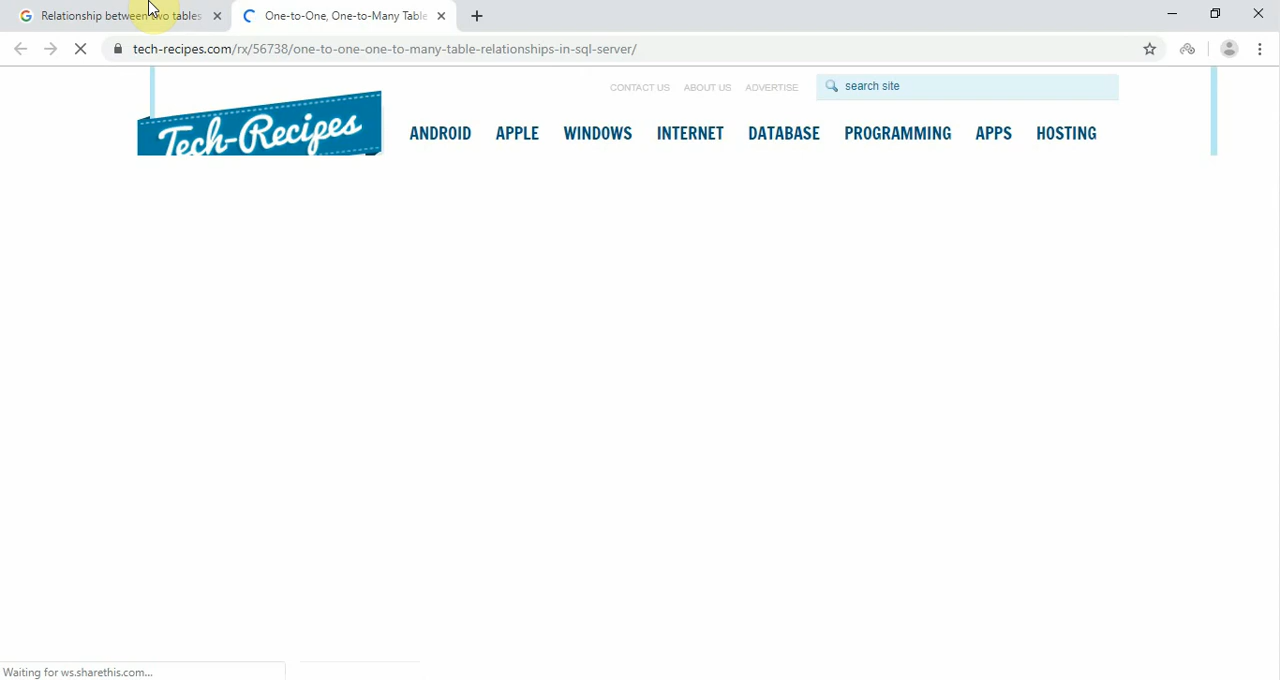 Relationship between two tables
One-to-One, One-to-Many Table
tech-recipes.com/rx/56738/one-to-one-one-to-many-table-relationships-in-sql-server/
CONTACT US ABOUT US ADVERTISE
search site
Tech-Recipes
ANDROID APPLE WINDOWS INTERNET DATABASE PROGRAMMING APPS HOSTING
Waiting for ws.sharethis.com...